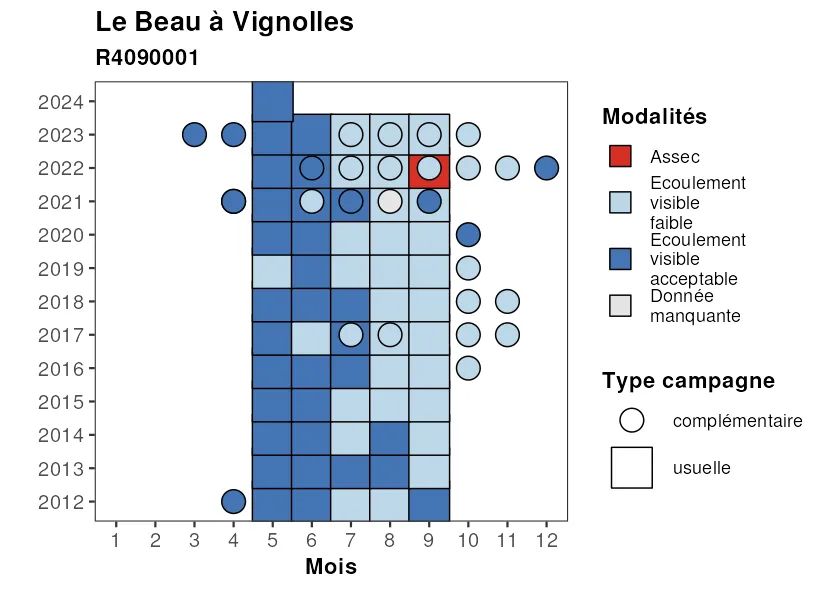 Le Beau à Vignolles
R4090001
2024
2023
2022
2021
2020
2019
2018
2017
2016
2015
2014
2013
2012
1 2 3 4 5 6 7 8 9 10 11 12
Mois
Modalités
Assec
Ecoulement
visible
faible
Ecoulement
visible
acceptable
Donnée
manquante
Type campagne
complémentaire
usuelle